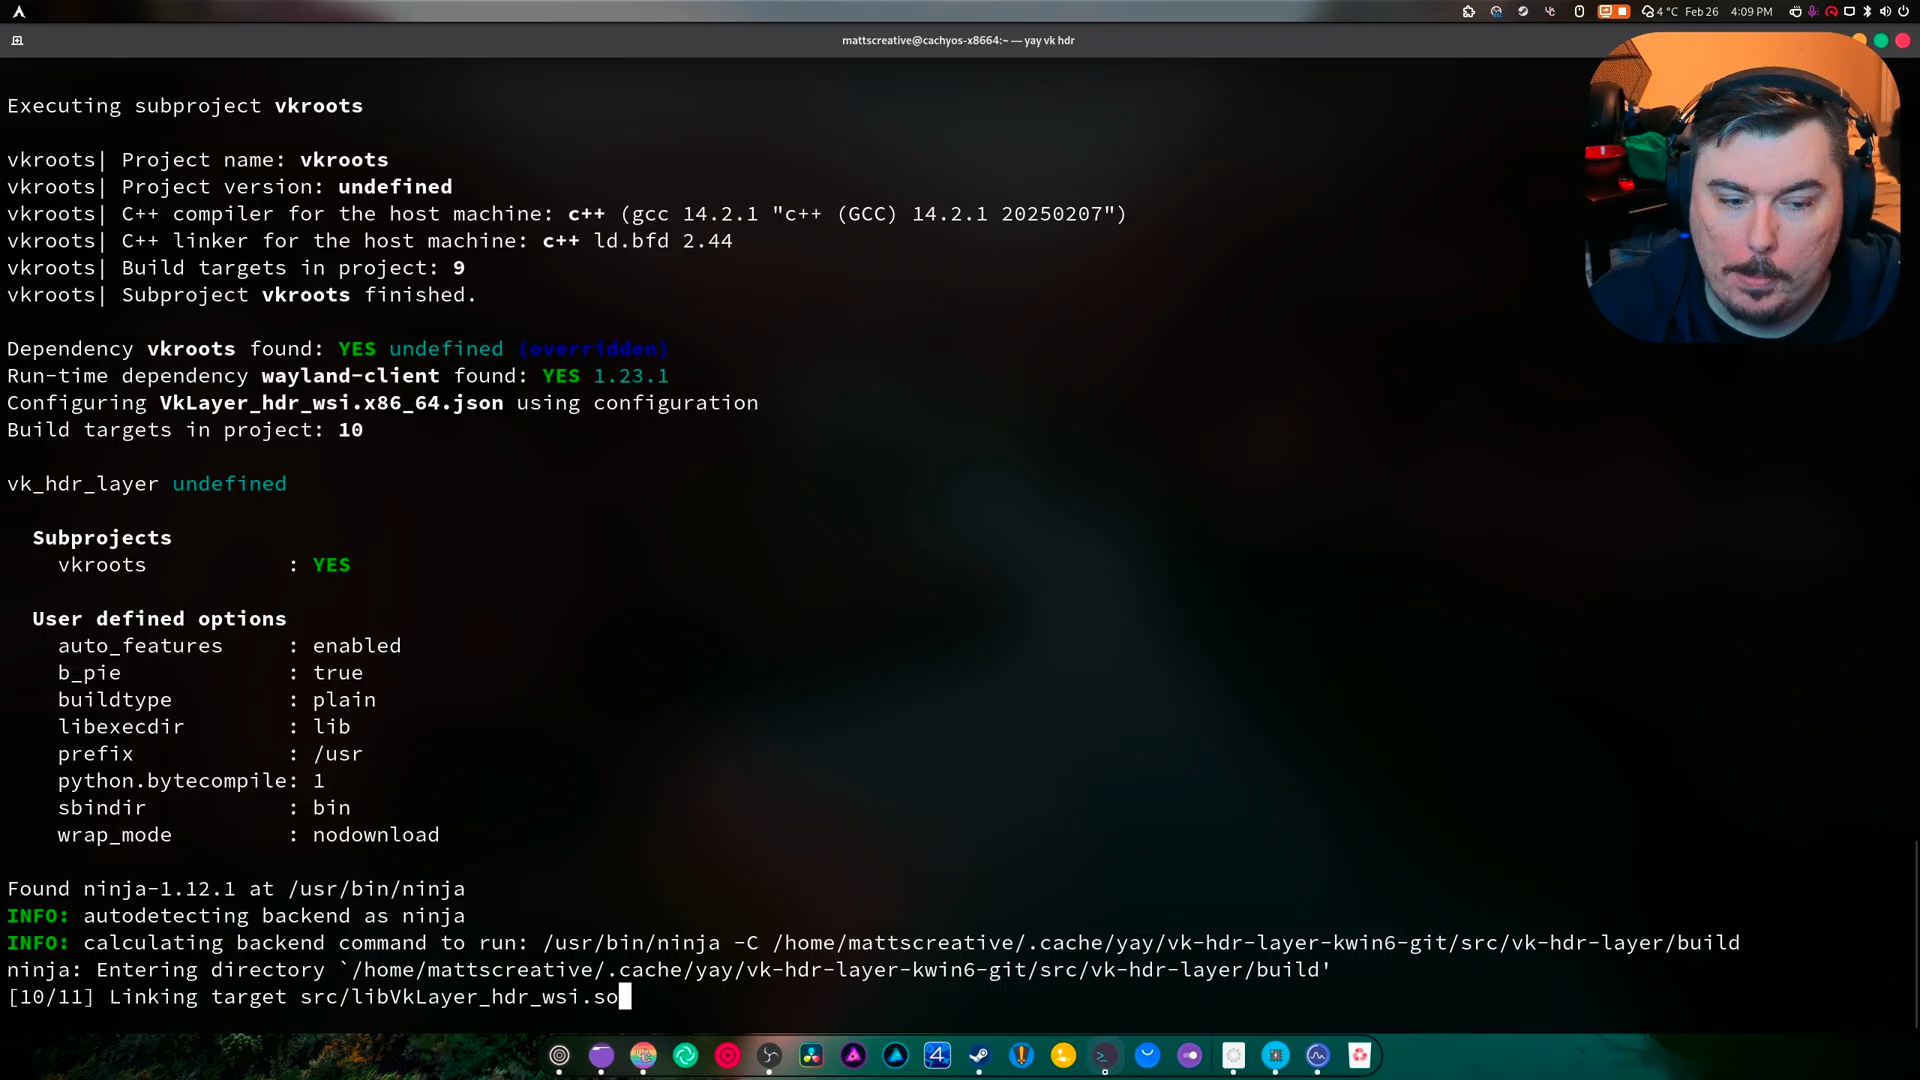 4 °C Feb 26 4:09 PM
mattscreative@cachyos-x8664:~ — yay vk hdr
Executing subproject vkroots
vkroots| Project name: vkroots
vkroots| Project version: undefined
vkroots| C++ compiler for the host machine: c++ (gcc 14.2.1 "c++ (GCC) 14.2.1 20250207")
vkroots| C++ linker for the host machine: c++ ld.bfd 2.44
vkroots| Build targets in project: 9
vkroots| Subproject vkroots finished.
Dependency vkroots found: YES undefined (overridden)
Run-time dependency wayland-client found: YES 1.23.1
Configuring VkLayer_hdr_wsi.x86_64.json using configuration
Build targets in project: 10
vk_hdr_layer undefined
Subprojects
vkroots : YES
User defined options
auto_features : enabled
b_pie : true
buildtype : plain
libexecdir : lib
prefix : /usr
python.bytecompile: 1
sbindir : bin
wrap_mode : nodownload
Found ninja-1.12.1 at /usr/bin/ninja
INFO: autodetecting backend as ninja
INFO: calculating backend command to run: /usr/bin/ninja -C /home/mattscreative/.cache/yay/vk-hdr-layer-kwin6-git/src/vk-hdr-layer/build
ninja: Entering directory `/home/mattscreative/.cache/yay/vk-hdr-layer-kwin6-git/src/vk-hdr-layer/build'
[10/11] Linking target src/libVkLayer_hdr_wsi.so
4